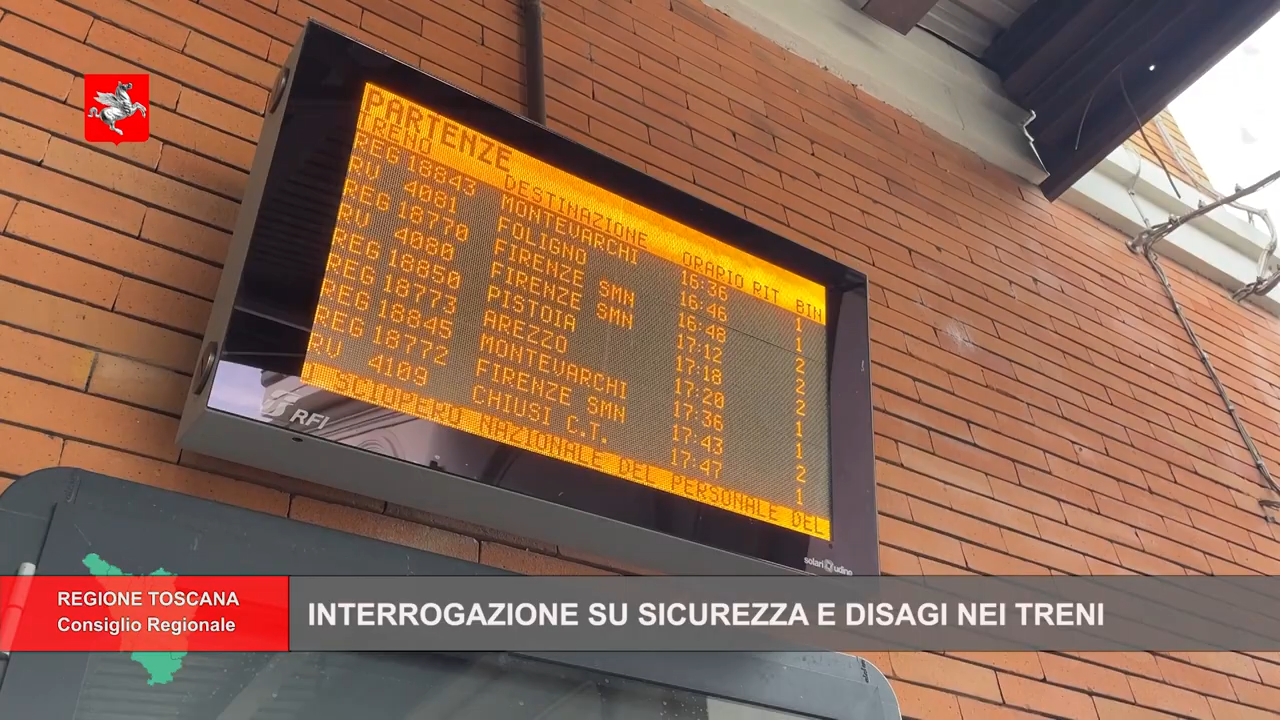 PARTENZE
TRENO DESTINAZIONE ORARIO RIT BIN
REG 18843 MONTEVARCHI 16:36 1
RV 4081 FOLIGNO 16:46 1
REG 18770 FIRENZE SMN 16:48 2
RV 4080 FIRENZE SMN 17:12 2
REG 18850 PISTOIA 17:18 2
REG 18773 AREZZO 17:20 1
REG 18845 MONTEVARCHI 17:36 1
REG 18772 FIRENZE SMN 17:43 2
RV 4109 CHIUSI C.T. 17:47 1
SCIOPERO NAZIONALE DEL PERSONALE DEL
RFI
solari udine
REGIONE TOSCANA
Consiglio Regionale
INTERROGAZIONE SU SICUREZZA E DISAGI NEI TRENI